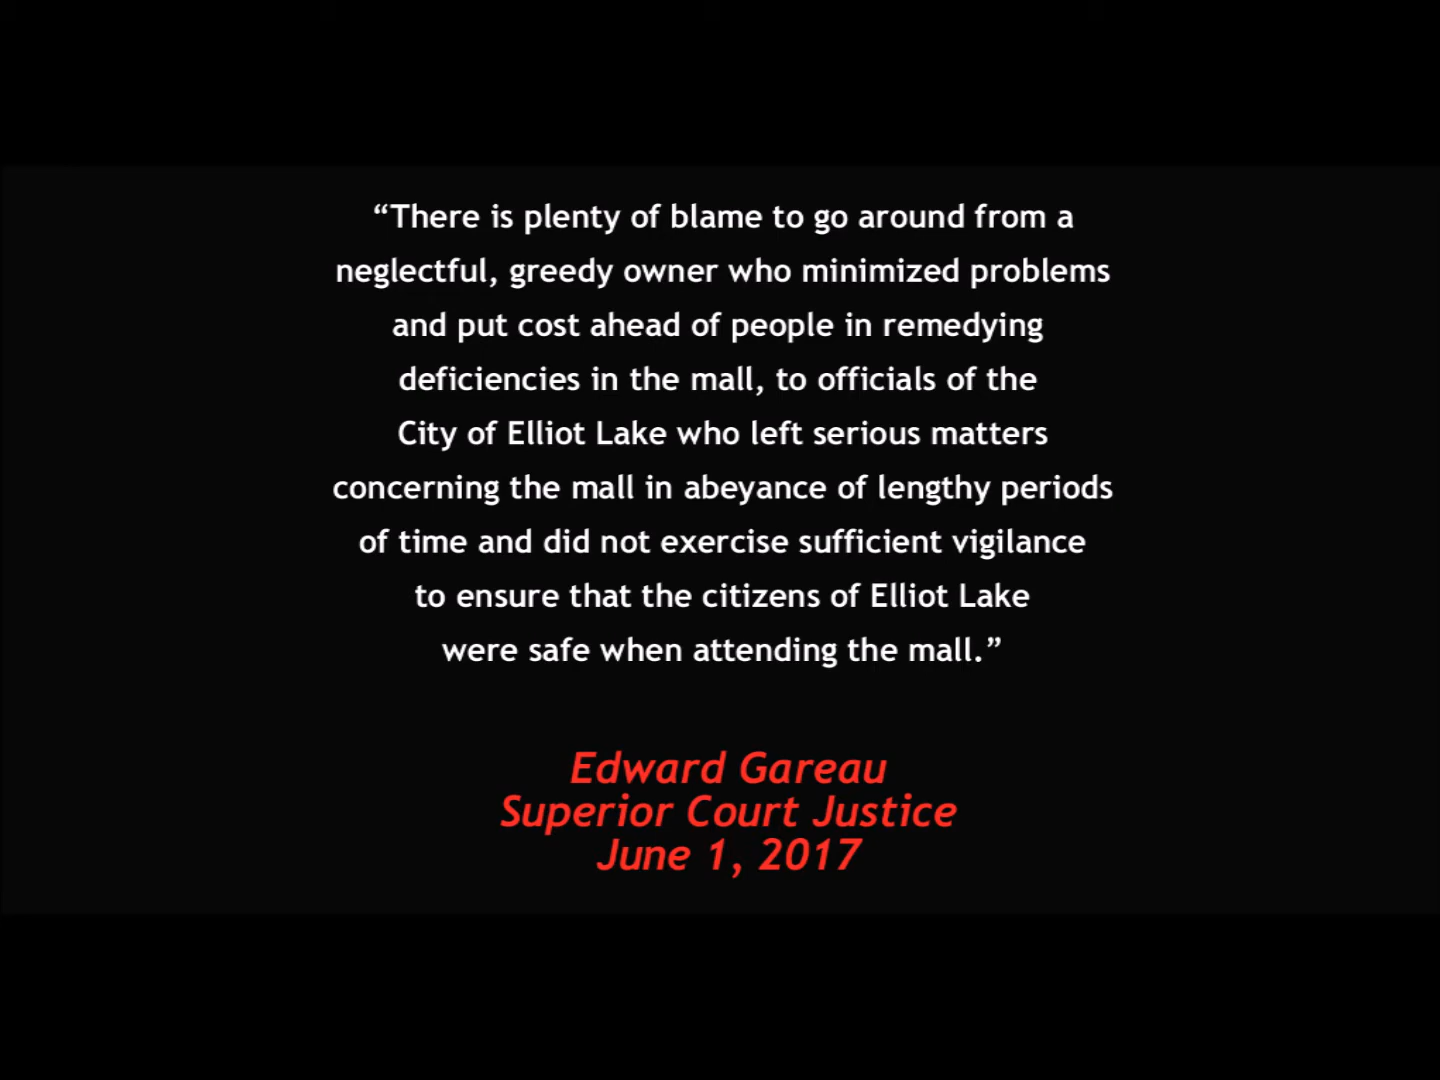 “There is plenty of blame to go around from a
neglectful, greedy owner who minimized problems
and put cost ahead of people in remedying
deficiencies in the mall, to officials of the
City of Elliot Lake who left serious matters
concerning the mall in abeyance of lengthy periods
of time and did not exercise sufficient vigilance
to ensure that the citizens of Elliot Lake
were safe when attending the mall.”
Edward Gareau
Superior Court Justice
June 1, 2017